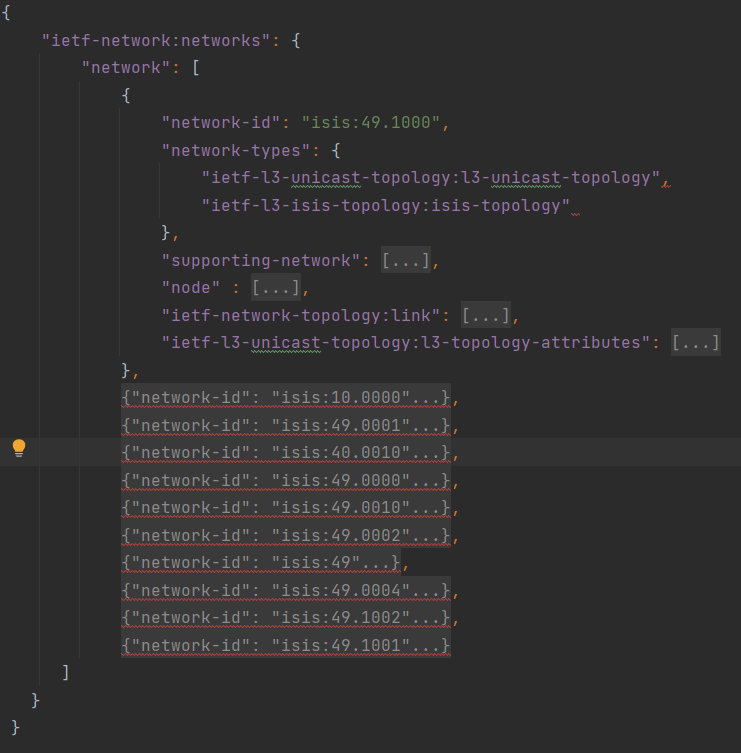 {
"ietf-network:networks": {
"network": [
{
"network-id": "isis:49.1000",
"network-types": {
"ietf-l3-unicast-topology:l3-unicast-topology",
"ietf-l3-isis-topology:isis-topology"
},
"supporting-network": [...],
"node" : [...],
"ietf-network-topology:link": [...],
"ietf-l3-unicast-topology:l3-topology-attributes": [...]
},
{"network-id": "isis:10.0000"...},
{"network-id": "isis:49.0001"...},
{"network-id": "isis:40.0010"...},
{"network-id": "isis:49.0000"...},
{"network-id": "isis:49.0010"...},
{"network-id": "isis:49.0002"...},
{"network-id": "isis:49"...},
{"network-id": "isis:49.0004"...},
{"network-id": "isis:49.1002"...},
{"network-id": "isis:49.1001"...}
]
}
}